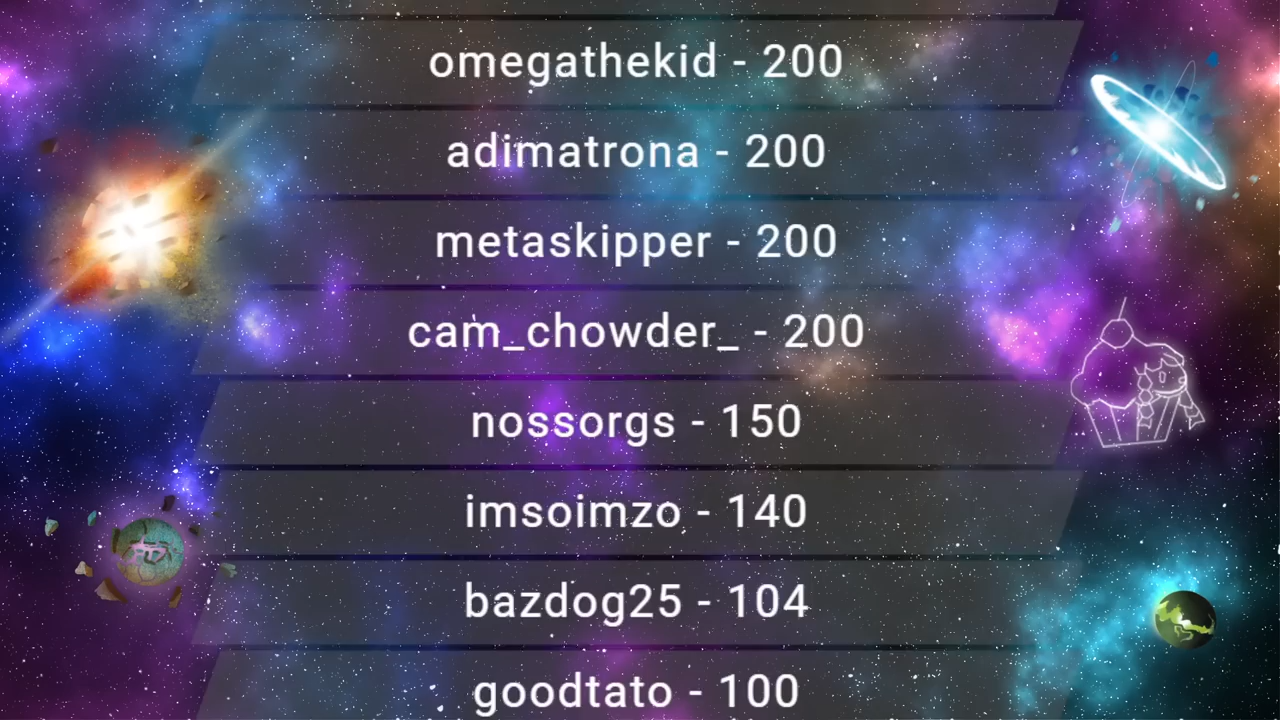 omegathekid - 200
adimatrona - 200
metaskipper - 200
cam_chowder_ - 200
nossorgs - 150
imsoimzo - 140
bazdog25 - 104
goodtato - 100